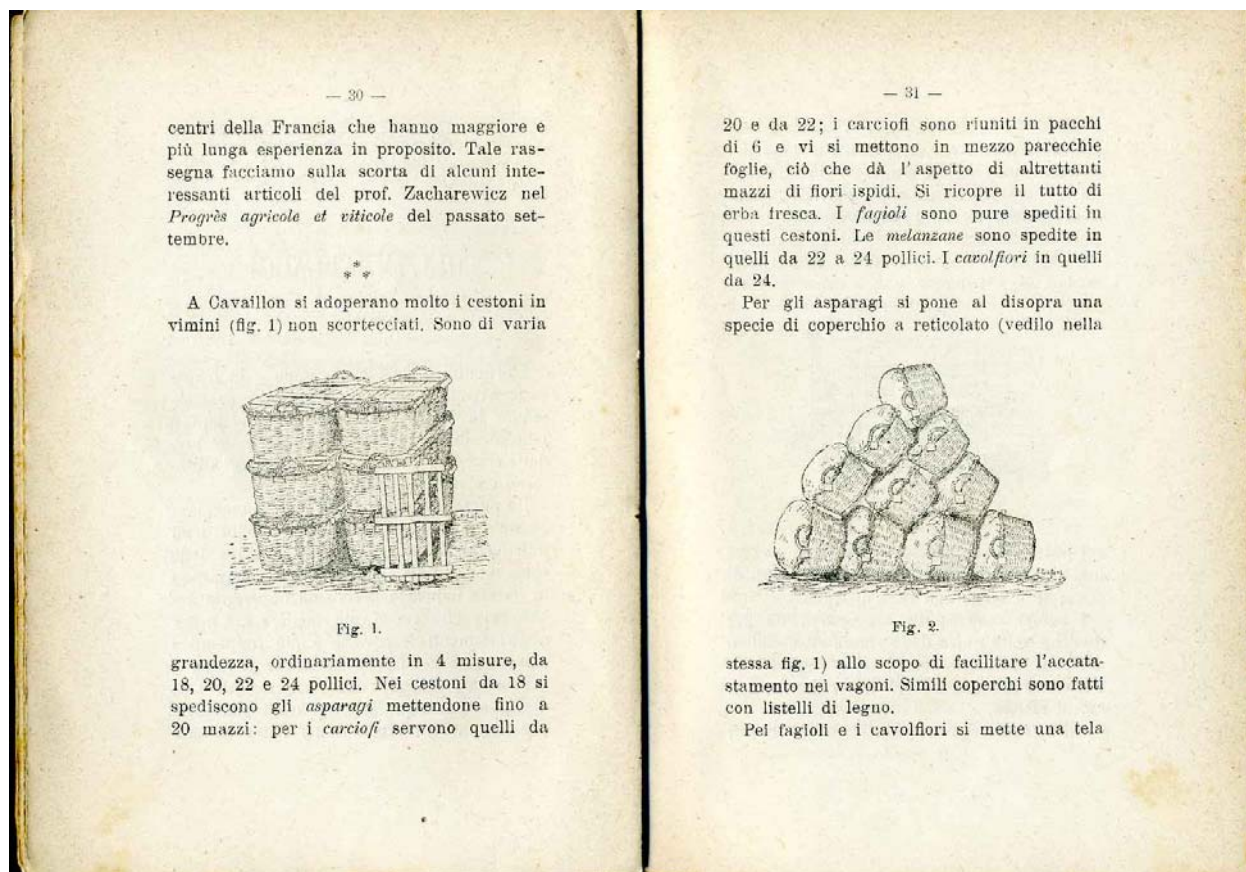 — 30 —
centri della Francia che hanno maggiore e
più lunga esperienza in proposito. Tale ras-
segna facciamo sulla scorta di alcuni inte-
ressanti articoli del prof. Zacharewicz nel
Progrès agricole et viticole del passato set-
tembre.
* * *
A Cavaillon si adoperano molto i cestoni in
vimini (fig. 1) non scortecciati. Sono di varia
Fig. 1.
grandezza, ordinariamente in 4 misure, da
18, 20, 22 e 24 pollici. Nei cestoni da 18 si
spediscono gli asparagi mettendone fino a
20 mazzi: per i carciofi servono quelli da
— 31 —
20 e da 22; i carciofi sono riuniti in pacchi
di 6 e vi si mettono in mezzo parecchie
foglie, ciò che dà l'aspetto di altrettanti
mazzi di fiori ispidi. Si ricopre il tutto di
erba fresca. I fagioli sono pure spediti in
questi cestoni. Le melanzane sono spedite in
quelli da 22 a 24 pollici. I cavolfiori in quelli
da 24.
Per gli asparagi si pone al disopra una
specie di coperchio a reticolato (vedilo nella
Fig. 2.
stessa fig. 1) allo scopo di facilitare l'accata-
stamento nei vagoni. Simili coperchi sono fatti
con listelli di legno.
Pei fagioli e i cavolfiori si mette una tela